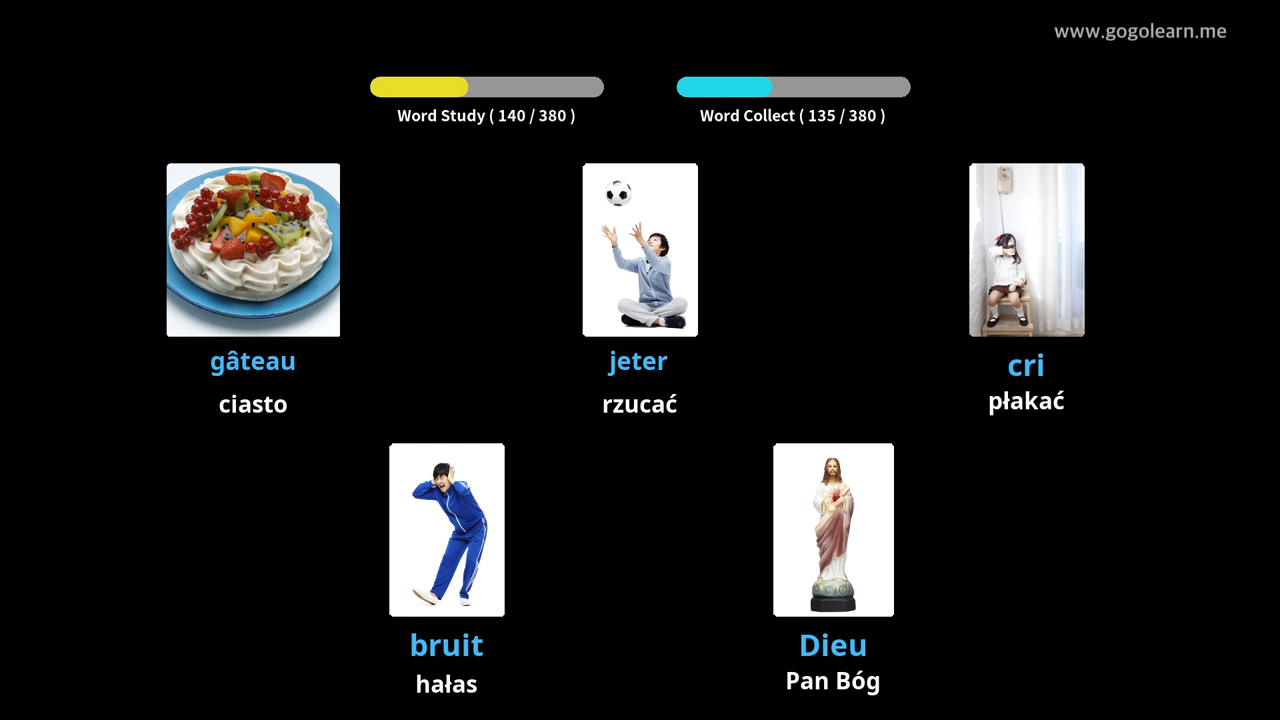 www.gogolearn.me
Word Study ( 140 / 380 )
Word Collect ( 135 / 380 )
gâteau
jeter
cri
ciasto
rzucać
płakać
bruit
Dieu
hałas
Pan Bóg